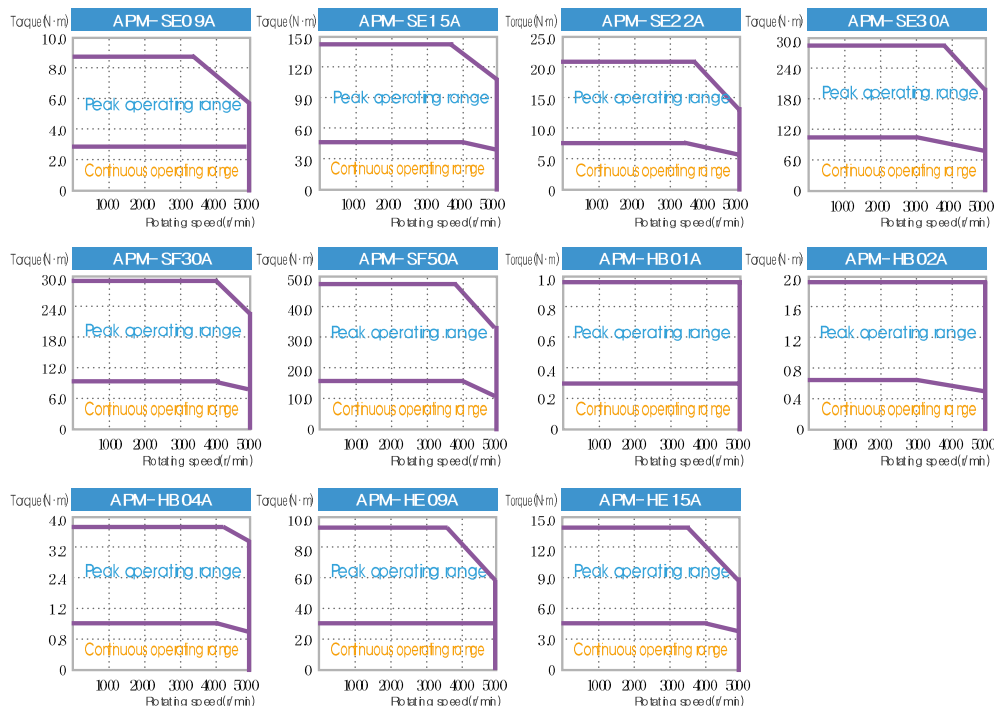 Torque(N·m) APM-SE09A
10.0
8.0
6.0
4.0
2.0
0
Peak operating range
Continuous operating range
1000 2000 3000 4000 5000
Rotating speed(r/min)
Torque(N·m) APM-SE15A
15.0
12.0
9.0
6.0
3.0
0
Peak operating range
Continuous operating range
1000 2000 3000 4000 5000
Rotating speed(r/min)
Torque(N·m) APM-SE22A
25.0
20.0
15.0
10.0
5.0
0
Peak operating range
Continuous operating range
1000 2000 3000 4000 5000
Rotating speed(r/min)
Torque(N·m) APM-SE30A
30.0
24.0
18.0
12.0
6.0
0
Peak operating range
Continuous operating range
1000 2000 3000 4000 5000
Rotating speed(r/min)
Torque(N·m) APM-SF30A
30.0
24.0
18.0
12.0
6.0
0
Peak operating range
Continuous operating range
1000 2000 3000 4000 5000
Rotating speed(r/min)
Torque(N·m) APM-SF50A
50.0
40.0
30.0
20.0
10.0
0
Peak operating range
Continuous operating range
1000 2000 3000 4000 5000
Rotating speed(r/min)
Torque(N·m) APM-HB01A
1.0
0.8
0.6
0.4
0.2
0
Peak operating range
Continuous operating range
1000 2000 3000 4000 5000
Rotating speed(r/min)
Torque(N·m) APM-HB02A
2.0
1.6
1.2
0.8
0.4
0
Peak operating range
Continuous operating range
1000 2000 3000 4000 5000
Rotating speed(r/min)
Torque(N·m) APM-HB04A
4.0
3.2
2.4
1.2
0.8
0
Peak operating range
Continuous operating range
1000 2000 3000 4000 5000
Rotating speed(r/min)
Torque(N·m) APM-HE09A
10.0
8.0
6.0
4.0
2.0
0
Peak operating range
Continuous operating range
1000 2000 3000 4000 5000
Rotating speed(r/min)
Torque(N·m) APM-HE15A
15.0
12.0
9.0
6.0
3.0
0
Peak operating range
Continuous operating range
1000 2000 3000 4000 5000
Rotating speed(r/min)